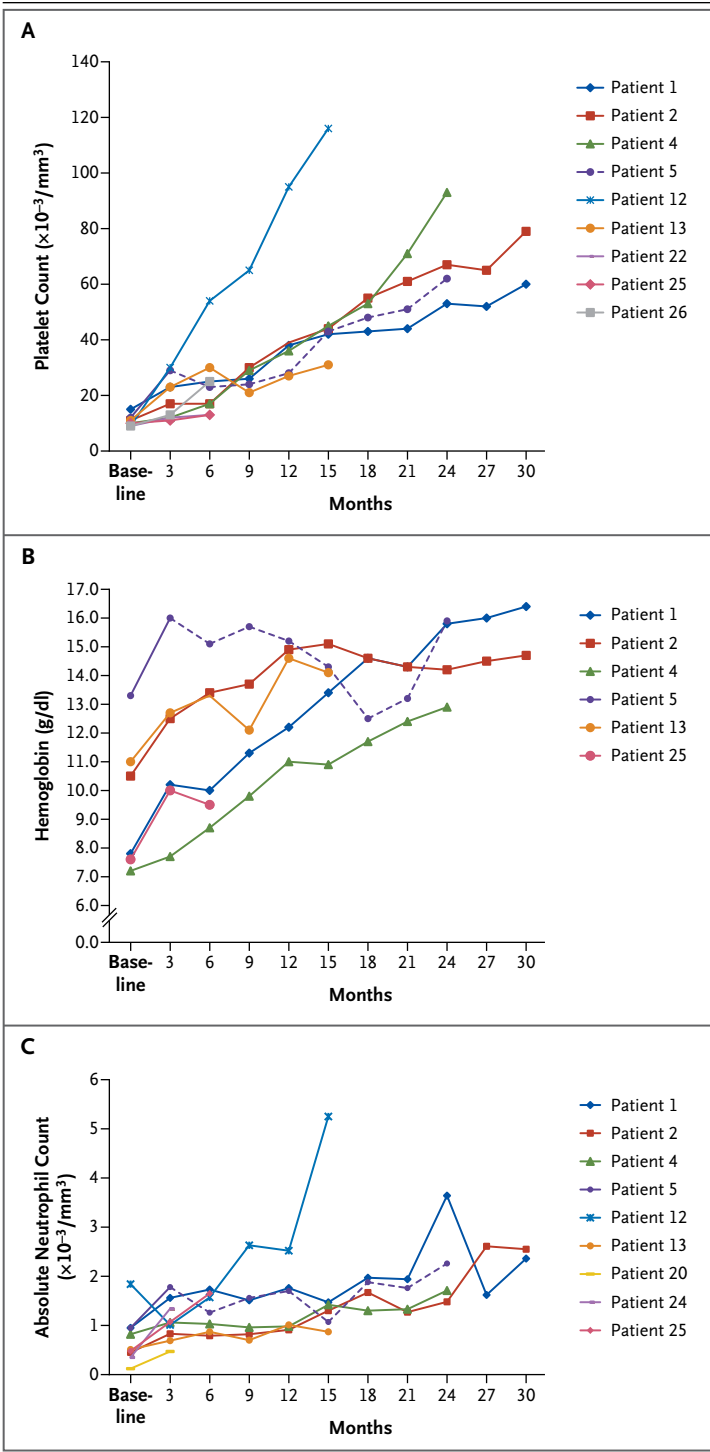 A
140
120
100
80
60
40
20
0
Platelet Count (×10⁻³/mm³)
Base-
line
3 6 9 12 15 18 21 24 27 30
Months
Patient 1
Patient 2
Patient 4
Patient 5
Patient 12
Patient 13
Patient 22
Patient 25
Patient 26
B
17.0
16.0
15.0
14.0
13.0
12.0
11.0
10.0
9.0
8.0
7.0
6.0
0.0
Hemoglobin (g/dl)
Base-
line
3 6 9 12 15 18 21 24 27 30
Months
Patient 1
Patient 2
Patient 4
Patient 5
Patient 13
Patient 25
C
6
5
4
3
2
1
0
Absolute Neutrophil Count
(×10⁻³/mm³)
Base-
line
3 6 9 12 15 18 21 24 27 30
Months
Patient 1
Patient 2
Patient 4
Patient 5
Patient 12
Patient 13
Patient 20
Patient 24
Patient 25